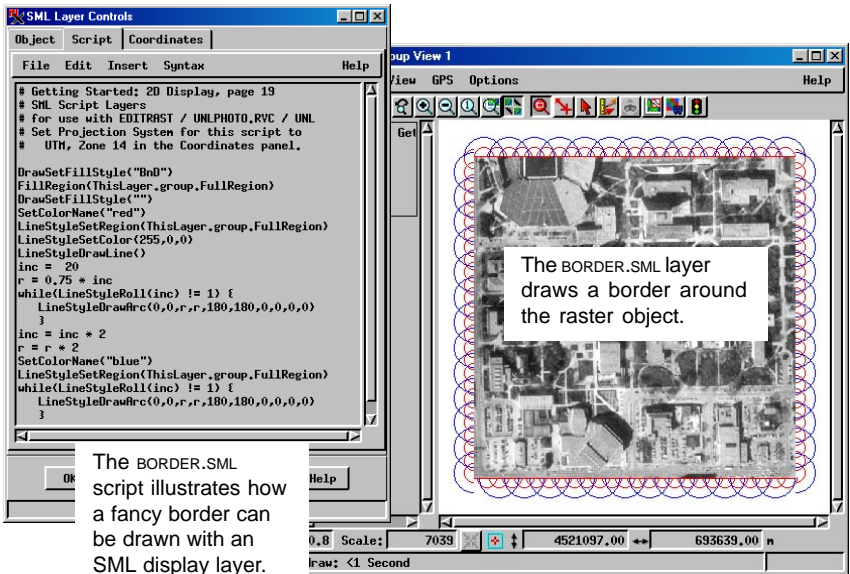 SML Layer Controls
Object Script Coordinates
File Edit Insert Syntax Help
# Getting Started: 2D Display, page 19
# SML Script Layers
# for use with EDITRAST / UNLPHOTO.RVC / UNL
# Set Projection System for this script to
#   UTM, Zone 14 in the Coordinates panel.
DrawSetFillStyle("BnD")
FillRegion(ThisLayer.group.FullRegion)
DrawSetFillStyle("")
SetColorName("red")
LineStyleSetRegion(ThisLayer.group.FullRegion)
LineStyleSetColor(255,0,0)
LineStyleDrawLine()
inc =  20
r = 0.75 * inc
while(LineStyleRoll(inc) != 1) {
   LineStyleDrawArc(0,0,r,r,180,180,0,0,0,0)
   }
inc = inc * 2
r = r * 2
SetColorName("blue")
LineStyleSetRegion(ThisLayer.group.FullRegion)
while(LineStyleRoll(inc) != 1) {
   LineStyleDrawArc(0,0,r,r,180,180,0,0,0,0)
   }
OK Help
The BORDER.SML
script illustrates how
a fancy border can
be drawn with an
SML display layer.
oup View 1
View GPS Options Help
Get
The BORDER.SML layer
draws a border around
the raster object.
0.8 Scale: 7039 4521097.00 693639.00 m
draw: <1 Second